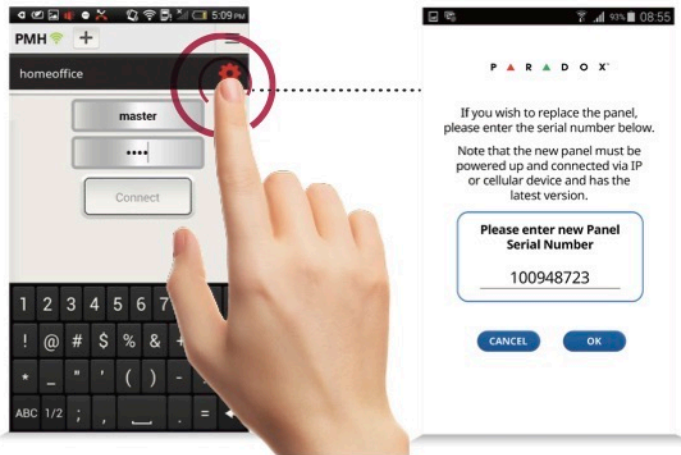 5:09 PM
PMH
homeoffice
master
••••
Connect
1 2 3 4 5 6 7
! @ # $ % & +
* _ " ' ( ) -
ABC 1/2 ; , . =
93% 08:55
PARADOX
If you wish to replace the panel,
please enter the serial number below.
Note that the new panel must be
powered up and connected via IP
or cellular device and has the
latest version.
Please enter new Panel
Serial Number
100948723
CANCEL OK